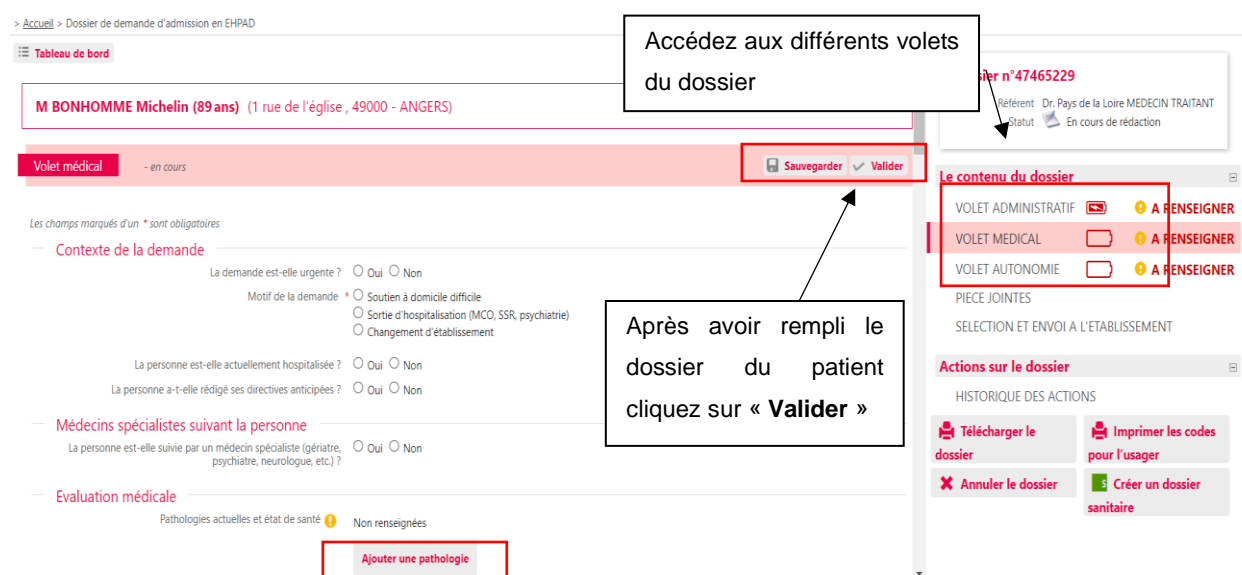 > Accueil > Dossier de demande d'admission en EHPAD
Tableau de bord
Accédez aux différents volets
du dossier
M BONHOMME Michelin (89 ans) (1 rue de l'église , 49000 - ANGERS)
Volet médical - en cours
Sauvegarder Valider
Les champs marqués d'un * sont obligatoires
Contexte de la demande
La demande est-elle urgente ? Oui Non
Motif de la demande * Soutien à domicile difficile
Sortie d'hospitalisation (MCO, SSR, psychiatrie)
Changement d'établissement
La personne est-elle actuellement hospitalisée ? Oui Non
La personne a-t-elle rédigé ses directives anticipées ? Oui Non
Médecins spécialistes suivant la personne
La personne est-elle suivie par un médecin spécialiste (gériatre, Oui Non
psychiatre, neurologue, etc.) ?
Evaluation médicale
Pathologies actuelles et état de santé Non renseignées
Ajouter une pathologie
Après avoir rempli le
dossier du patient
cliquez sur « Valider »
n°47465229
Référent Dr. Pays de la Loire MEDECIN TRAITANT
Statut En cours de rédaction
Le contenu du dossier
VOLET ADMINISTRATIF A RENSEIGNER
VOLET MEDICAL A RENSEIGNER
VOLET AUTONOMIE A RENSEIGNER
PIECE JOINTES
SELECTION ET ENVOI A L'ETABLISSEMENT
Actions sur le dossier
HISTORIQUE DES ACTIONS
Télécharger le
dossier
Imprimer les codes
pour l'usager
Annuler le dossier
Créer un dossier
sanitaire